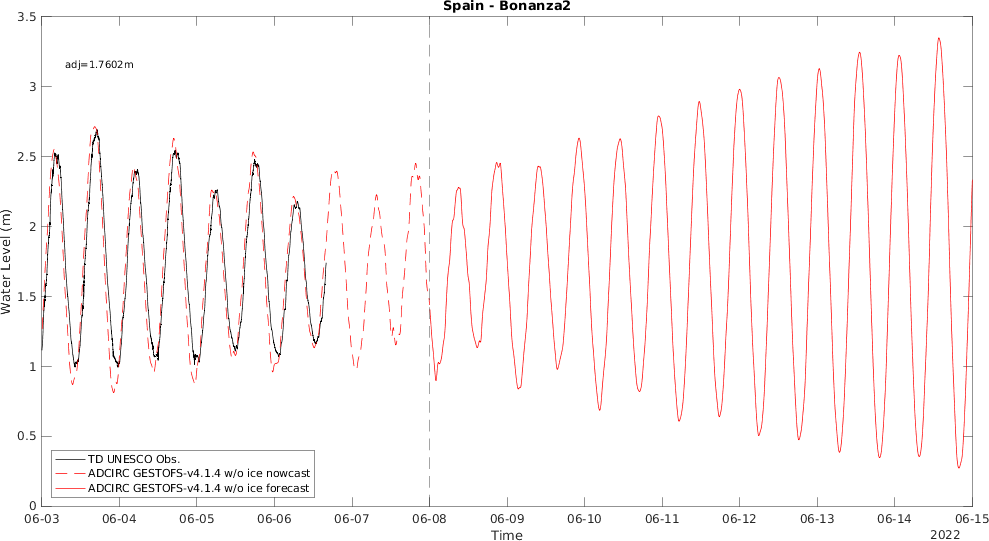 Spain - Bonanza2
3.5
3
2.5
2
1.5
1
0.5
0
Water Level (m)
adj=1.7602m
TD UNESCO Obs.
ADCIRC GESTOFS-v4.1.4 w/o ice nowcast
ADCIRC GESTOFS-v4.1.4 w/o ice forecast
06-03 06-04 06-05 06-06 06-07 06-08 06-09 06-10 06-11 06-12 06-13 06-14 06-15
Time
2022